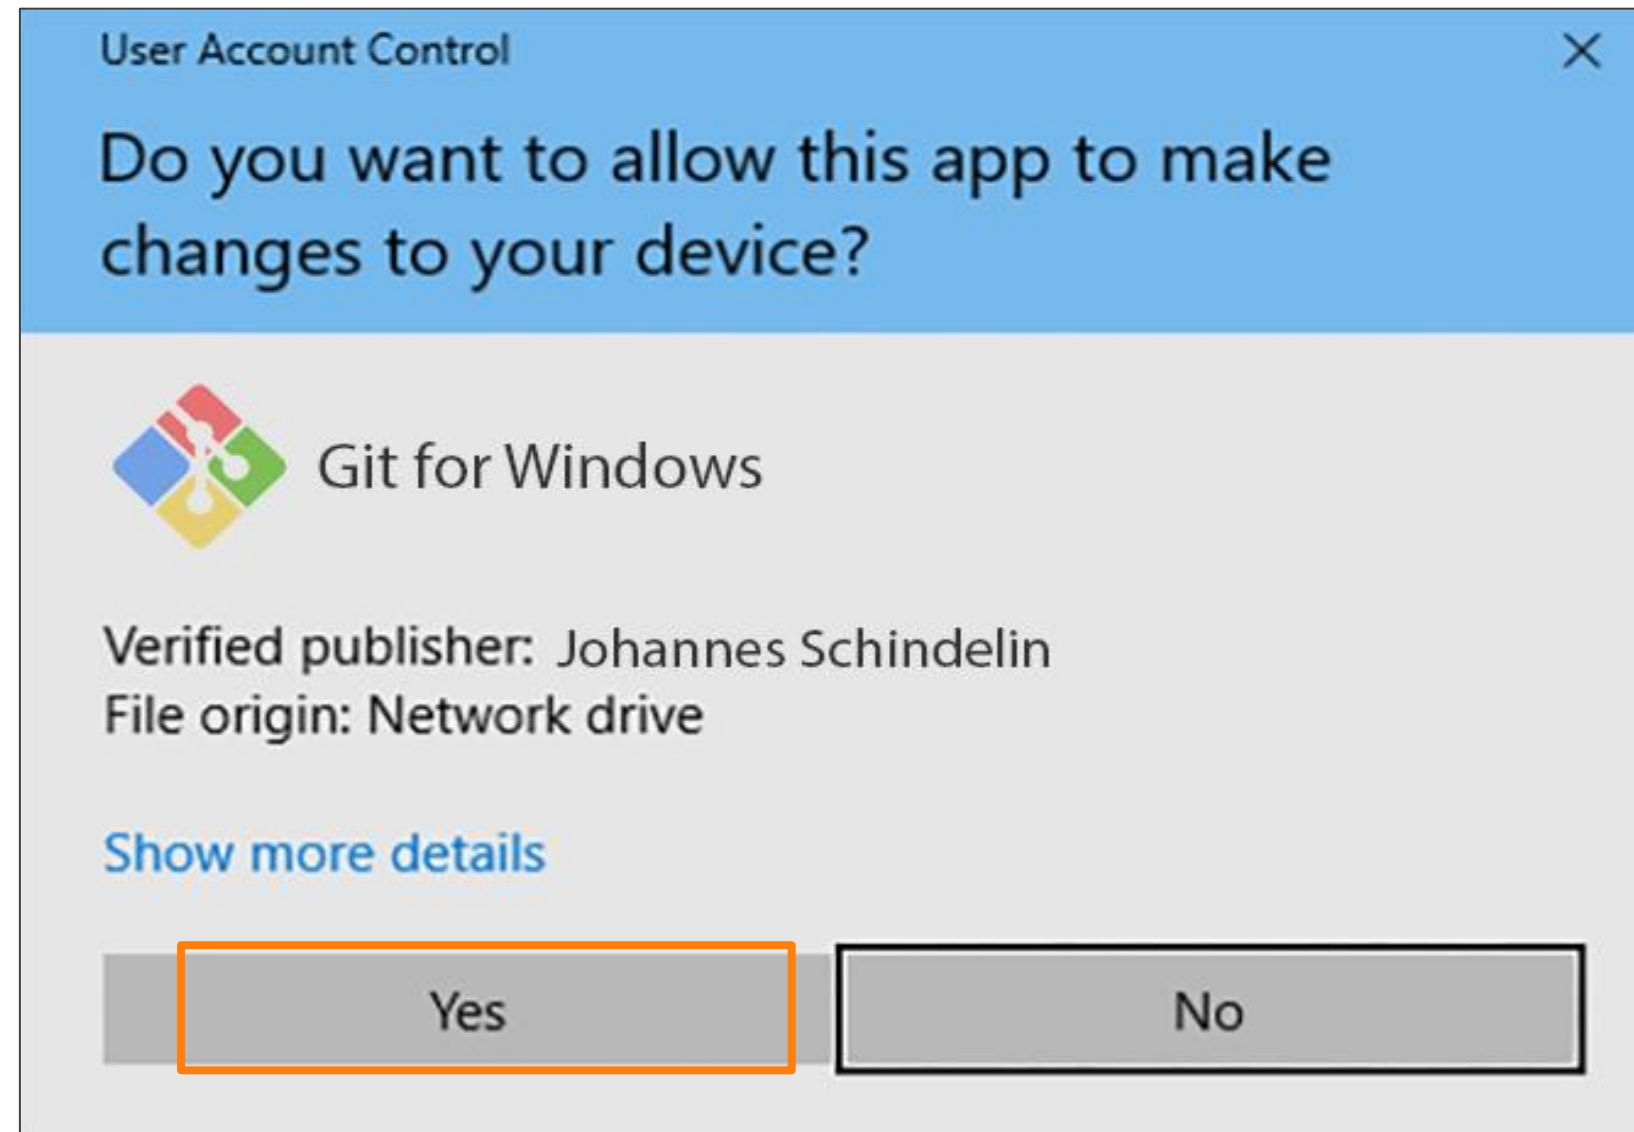 User Account Control
Do you want to allow this app to make
changes to your device?
Git for Windows
Verified publisher: Johannes Schindelin
File origin: Network drive
Show more details
Yes
No